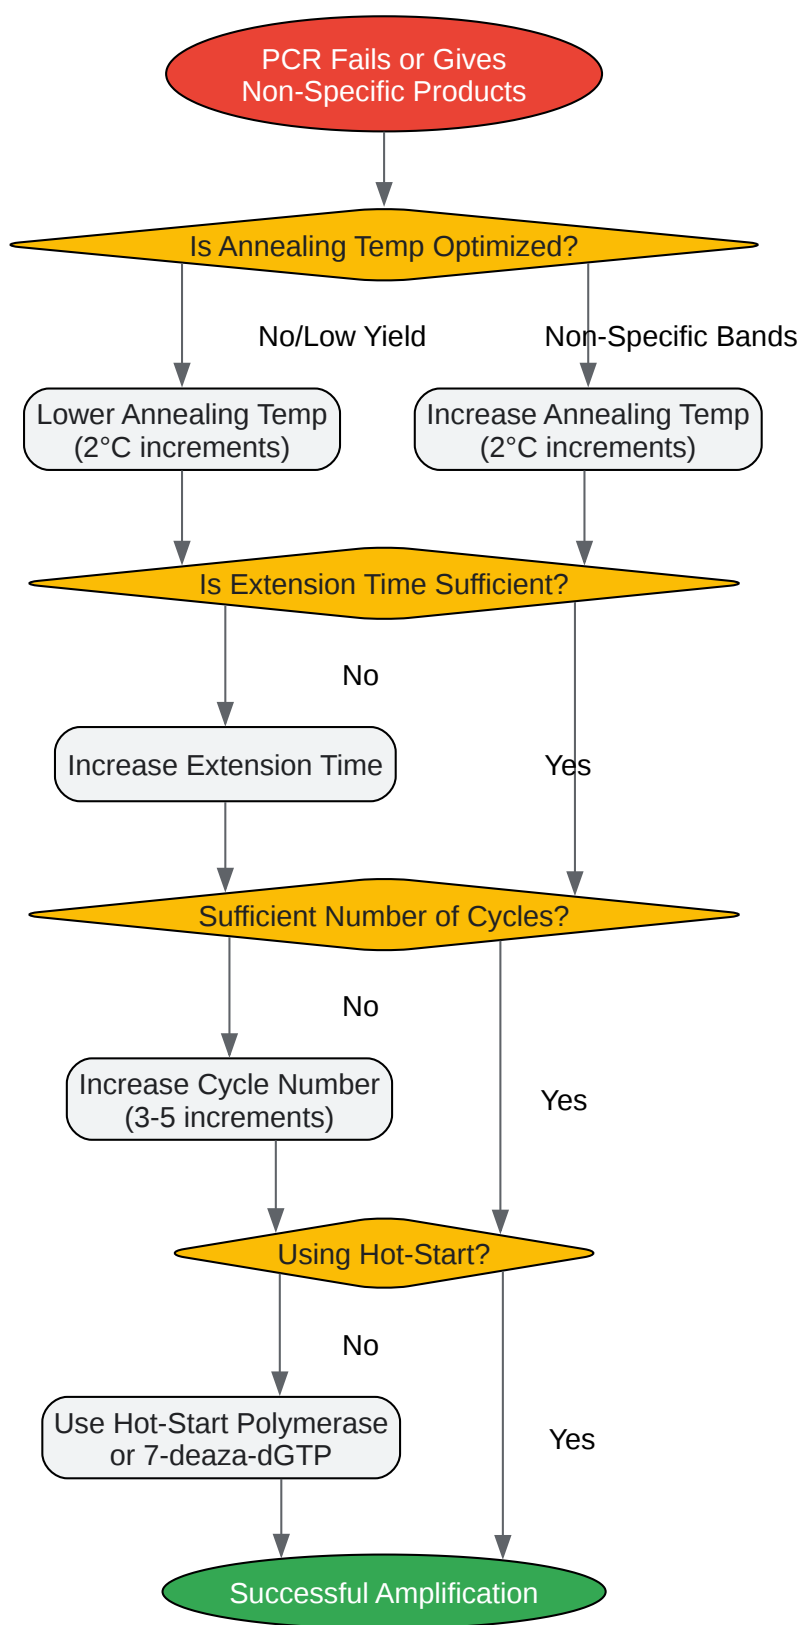 PCR Fails or Gives
Non-Specific Products
Is Annealing Temp Optimized?
No/Low Yield
Non-Specific Bands
Lower Annealing Temp
(2°C increments)
Increase Annealing Temp
(2°C increments)
Is Extension Time Sufficient?
No
Increase Extension Time
Yes
Sufficient Number of Cycles?
No
Increase Cycle Number
(3-5 increments)
Yes
Using Hot-Start?
No
Use Hot-Start Polymerase
or 7-deaza-dGTP
Yes
Successful Amplification